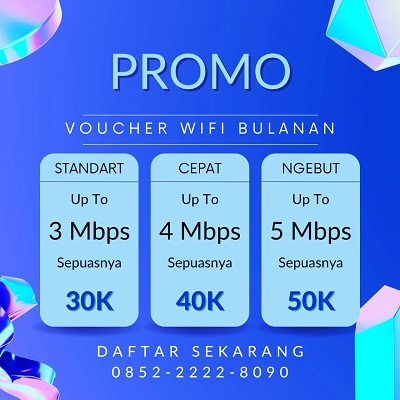 PROMO
VOUCHER WIFI BULANAN
STANDART
Up To
3 Mbps
Sepuasnya
30K
CEPAT
Up To
4 Mbps
Sepuasnya
40K
NGEBUT
Up To
5 Mbps
Sepuasnya
50K
DAFTAR SEKARANG
0852-2222-8090